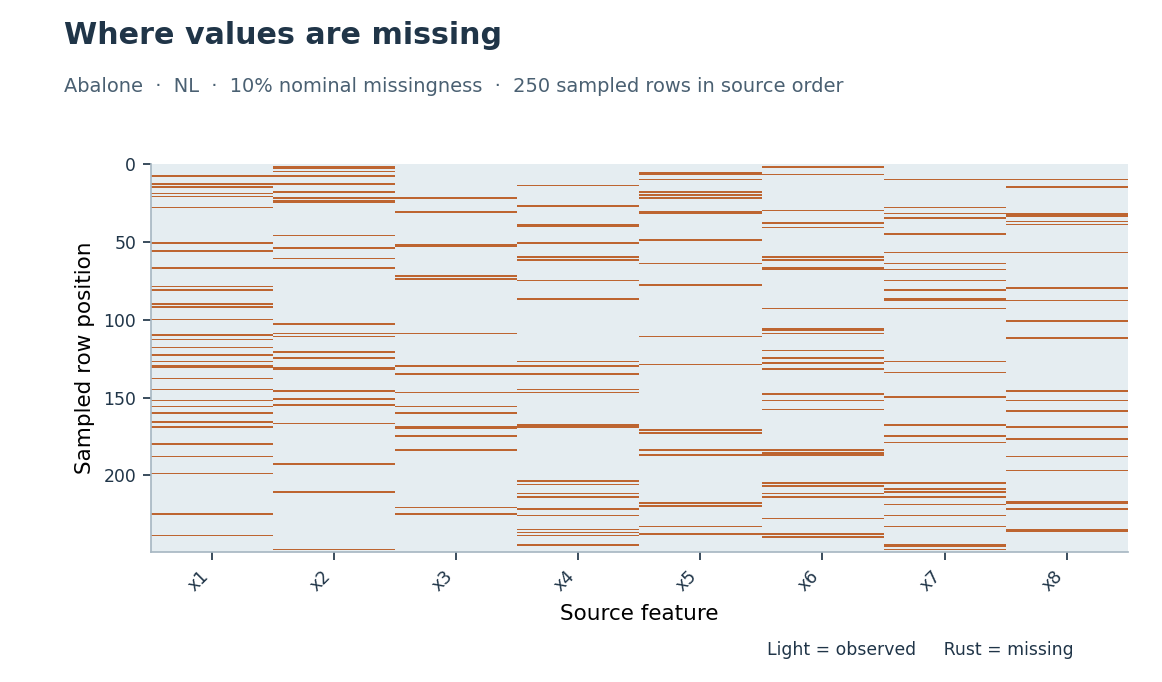 Where values are missing
Abalone · NL · 10% nominal missingness · 250 sampled rows in source order
0
50
100
150
200
Sampled row position
x1 x2 x3 x4 x5 x6 x7 x8
Source feature
Light = observed Rust = missing